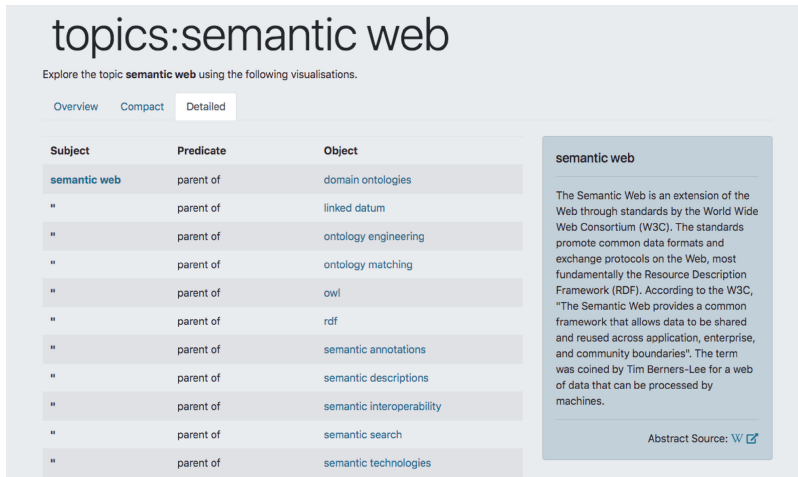 topics:semantic web
Explore the topic semantic web using the following visualisations.
Overview Compact Detailed
Subject Predicate Object
semantic web parent of domain ontologies
" parent of linked datum
" parent of ontology engineering
" parent of ontology matching
" parent of owl
" parent of rdf
" parent of semantic annotations
" parent of semantic descriptions
" parent of semantic interoperability
" parent of semantic search
" parent of semantic technologies
semantic web
The Semantic Web is an extension of the
Web through standards by the World Wide
Web Consortium (W3C). The standards
promote common data formats and
exchange protocols on the Web, most
fundamentally the Resource Description
Framework (RDF). According to the W3C,
"The Semantic Web provides a common
framework that allows data to be shared
and reused across application, enterprise,
and community boundaries". The term
was coined by Tim Berners-Lee for a web
of data that can be processed by
machines.
Abstract Source: W